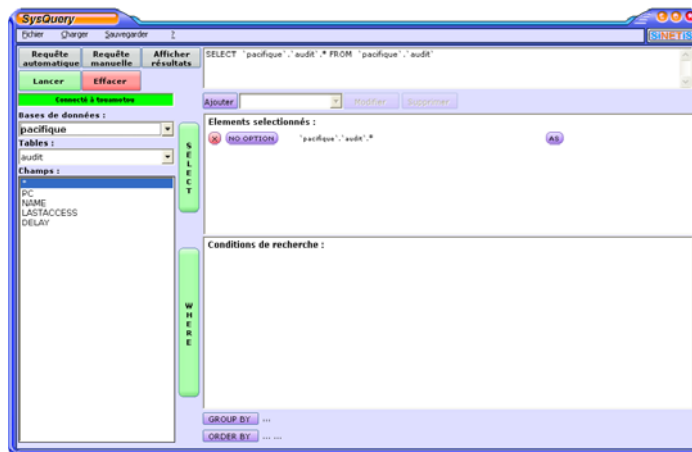 SysQuery
Fichier Charger Sauvegarder ?
SiNETiS
Requête automatique
Requête manuelle
Afficher résultats
Lancer
Effacer
Connecté à
Bases de données :
pacifique
Tables :
audit
Champs :
*
PC
NAME
LASTACCESS
DELAY
SELECT
WHERE
SELECT `pacifique`.`audit`.* FROM `pacifique`.`audit`
Ajouter
Modifier
Supprimer
Elements selectionnés :
x
NO OPTION
`pacifique`.`audit`.*
AS
Conditions de recherche :
GROUP BY ...
ORDER BY ... ...